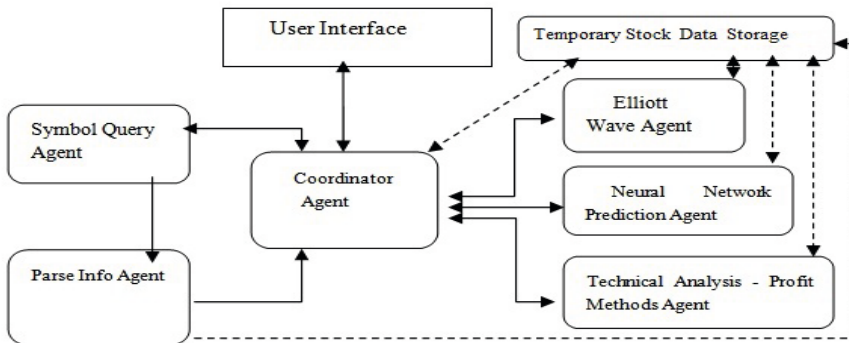 User Interface
Temporary Stock Data Storage
Elliott
Wave Agent
Symbol Query
Agent
Coordinator
Agent
Neural Network
Prediction Agent
Parse Info Agent
Technical Analysis - Profit
Methods Agent